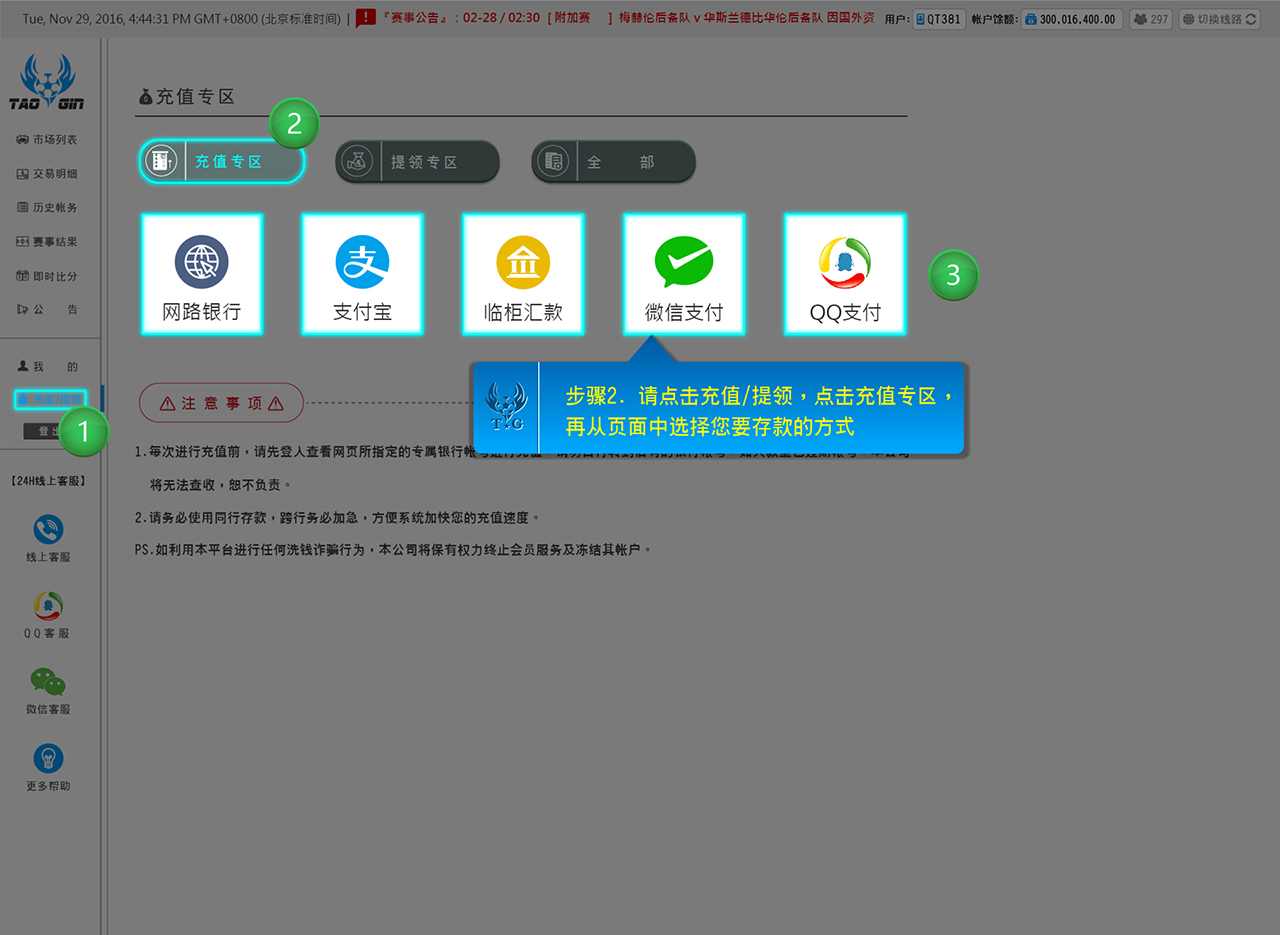 Tue, Nov 29, 2016, 4:44:31 PM GMT+0800 (北京标准时间) | 『赛事公告』：02-28 / 02:30 [ 附加赛 ] 梅赫伦后备队 v 华斯兰德比华伦后备队 因国外资 用户: QT381 帐户馀额: 300,016,400.00 297 切换线路
TAO GIN
市场列表
交易明细
历史帐务
赛事结果
即时比分
公 告
我 的
充值/提领
登出
【24H线上客服】
线上客服
QQ客服
微信客服
更多帮助
充值专区
1
2
3
充值专区 提领专区 全 部
网路银行 支付宝 临柜汇款 微信支付 QQ支付
步骤2. 请点击充值/提领，点击充值专区，
再从页面中选择您要存款的方式
T G
注意事项
1.每次进行充值前，请先登人查看网页所指定的专属银行
将无法查收，恕不负责。
2.请务必使用同行存款，跨行务必加急，方便系统加快您的充值速度。
PS.如利用本平台进行任何洗钱诈骗行为，本公司将保有权力终止会员服务及冻结其帐户。